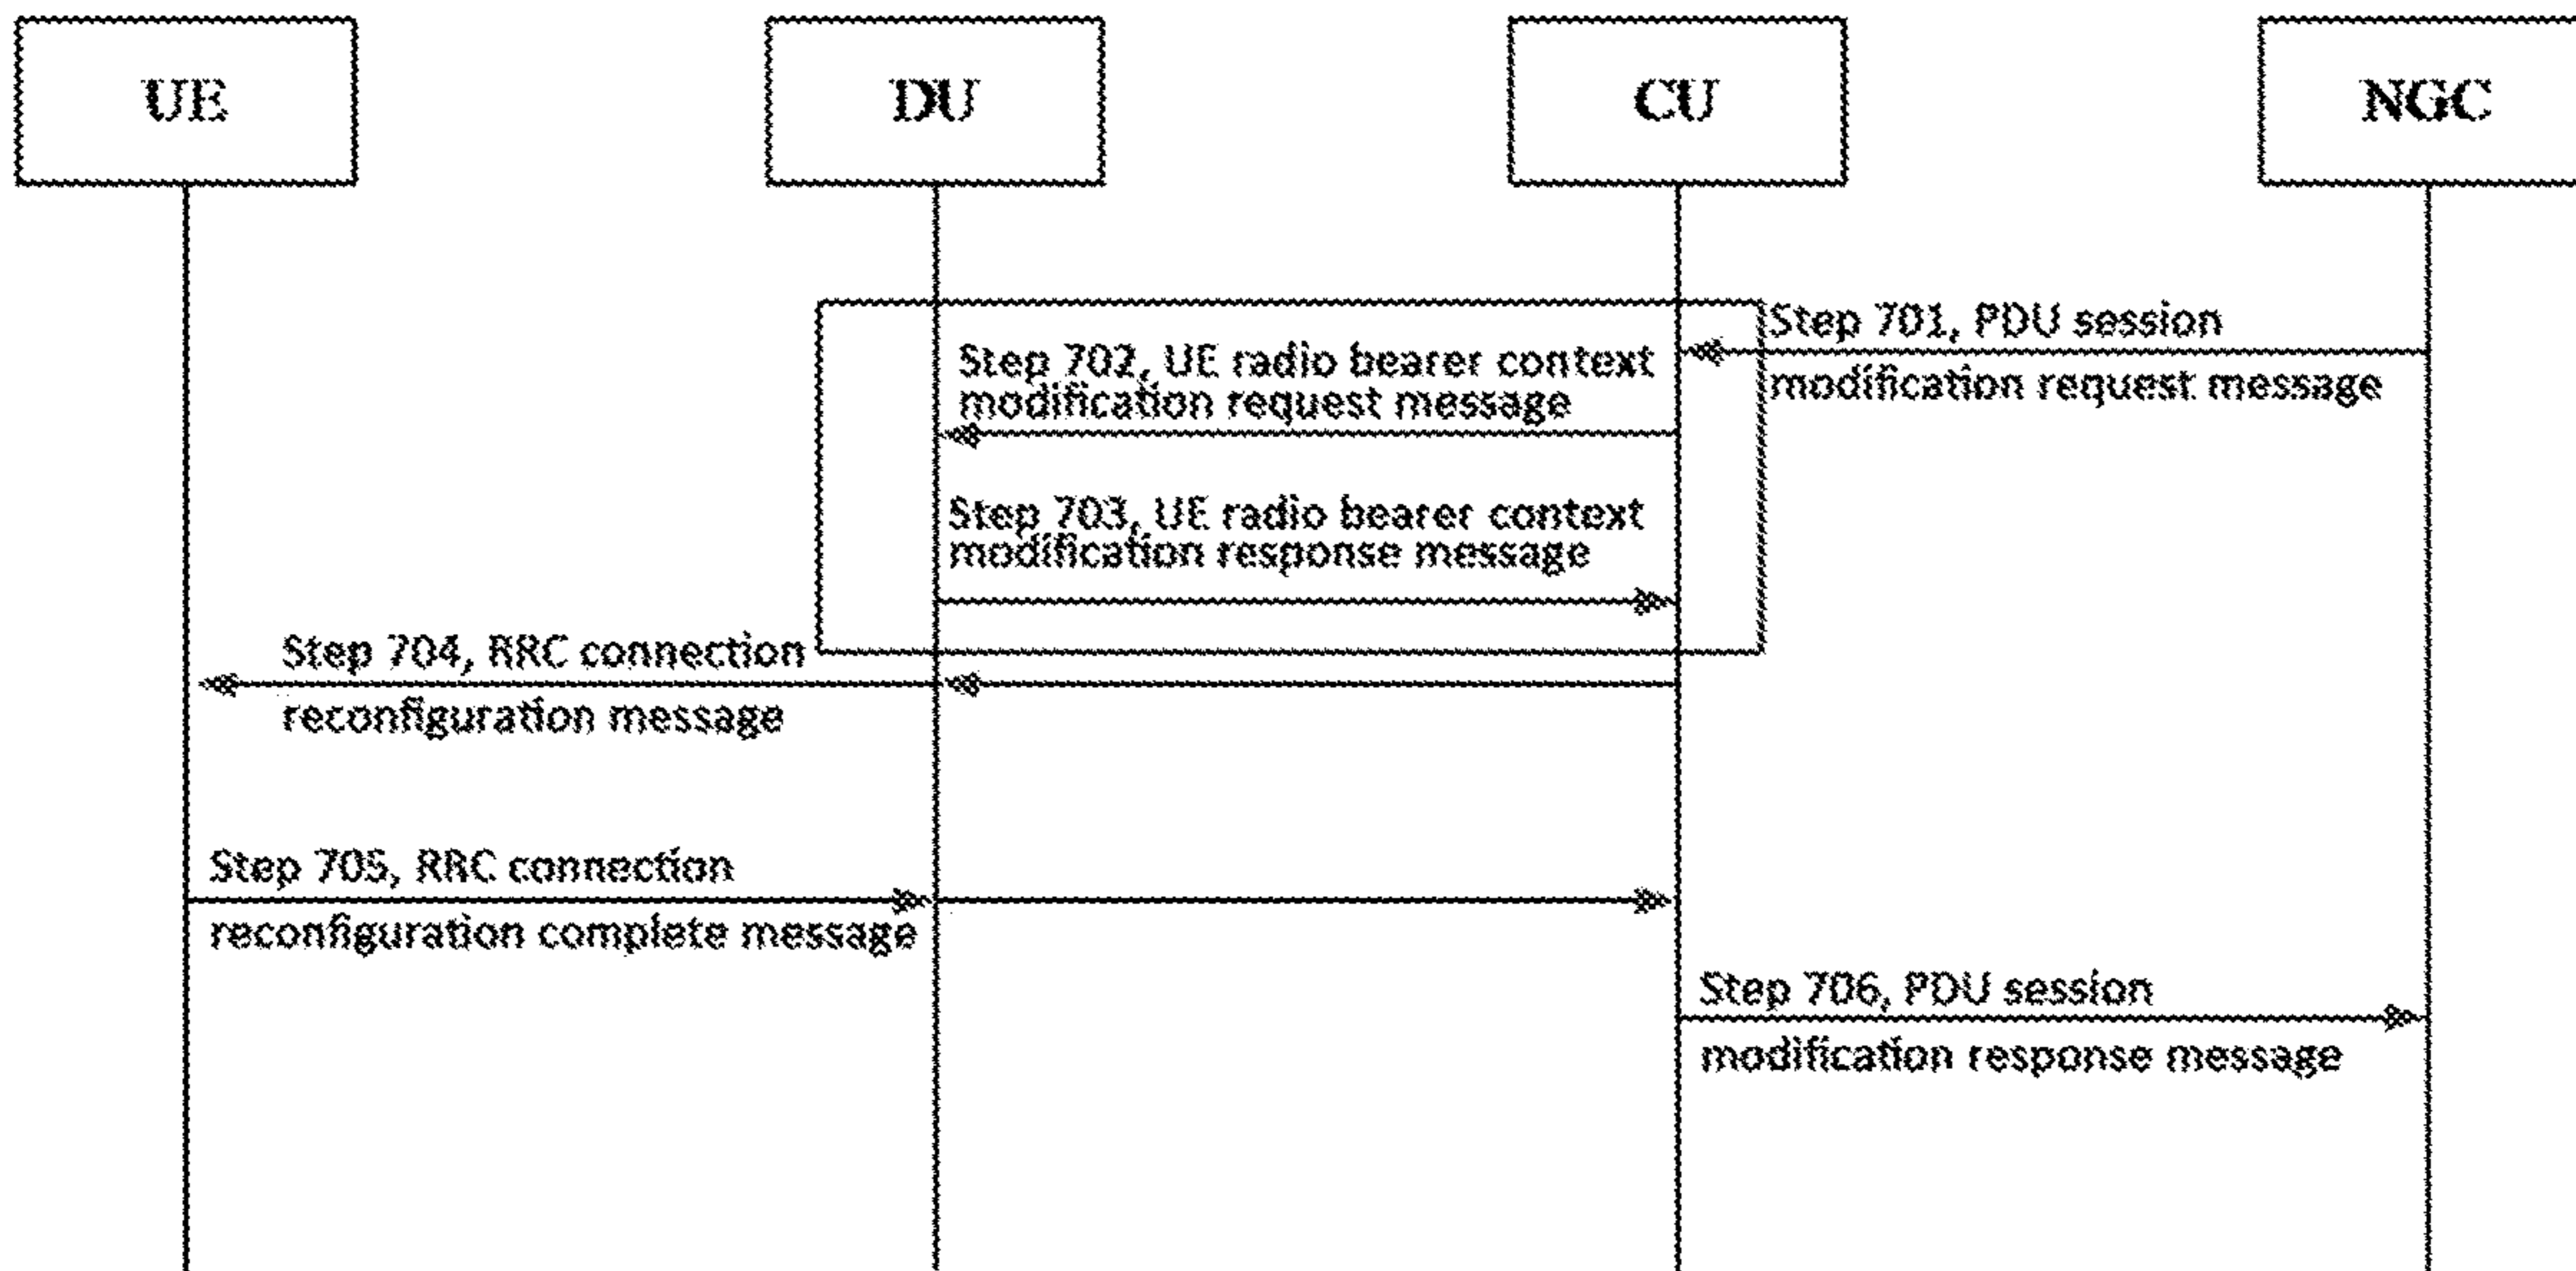 UE
DU
CU
NGC
Step 701, PDU session
modification request message
Step 702, UE radio bearer context
modification request message
Step 703, UE radio bearer context
modification response message
Step 704, RRC connection
reconfiguration message
Step 705, RRC connection
reconfiguration complete message
Step 706, PDU session
modification response message